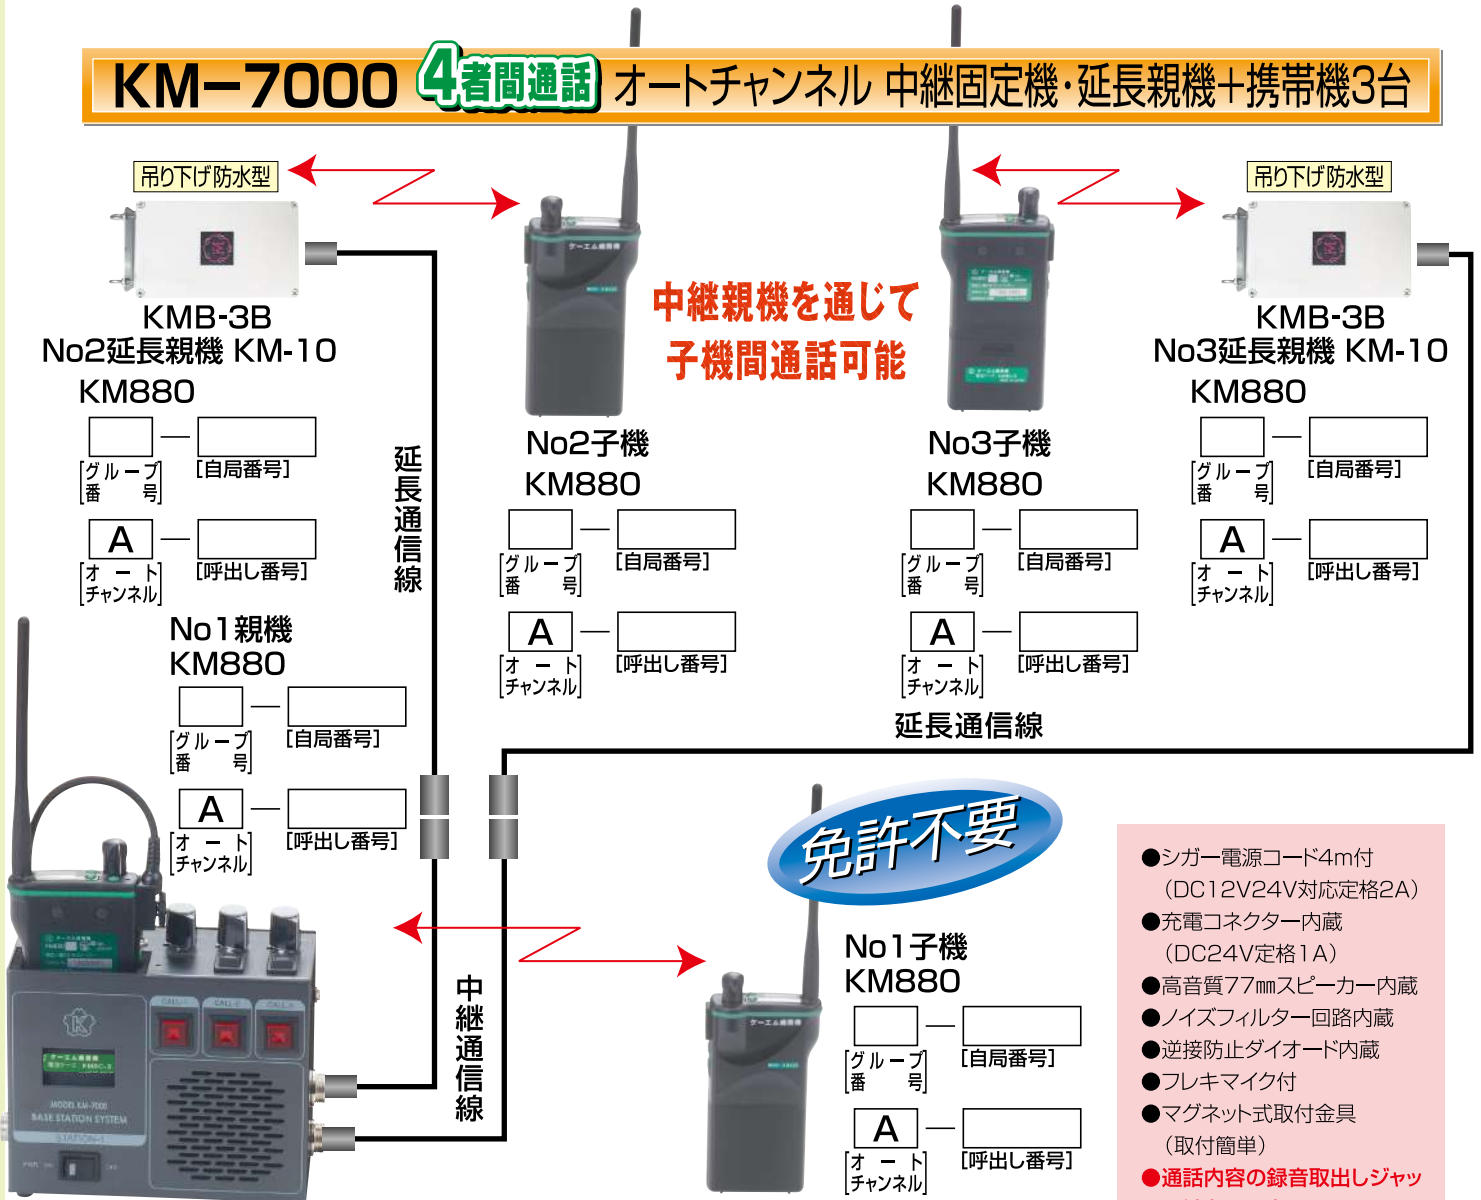 KM−7000 4者間通話 オートチャンネル 中継固定機・延長親機+携帯機3台
吊り下げ防水型
KMB-3B
No2延長親機 KM-10
KM880
[グループ番号]
[自局番号]
A
[オートチャンネル]
[呼出し番号]
延長通信線
中継親機を通じて
子機間通話可能
No2子機
KM880
[グループ番号]
[自局番号]
A
[オートチャンネル]
[呼出し番号]
No3子機
KM880
[グループ番号]
[自局番号]
A
[オートチャンネル]
[呼出し番号]
吊り下げ防水型
KMB-3B
No3延長親機 KM-10
KM880
[グループ番号]
[自局番号]
A
[オートチャンネル]
[呼出し番号]
延長通信線
No1親機
KM880
[グループ番号]
[自局番号]
A
[オートチャンネル]
[呼出し番号]
中継通信線
MODEL KM-7000
BASE STATION SYSTEM
STATION-1
免許不要
No1子機
KM880
[グループ番号]
[自局番号]
A
[オートチャンネル]
[呼出し番号]
●シガー電源コード4m付
(DC12V24V対応定格2A)
●充電コネクター内蔵
(DC24V定格1A)
●高音質77㎜スピーカー内蔵
●ノイズフィルター回路内蔵
●逆接防止ダイオード内蔵
●フレキマイク付
●マグネット式取付金具
(取付簡単)
●通話内容の録音取出しジャッ